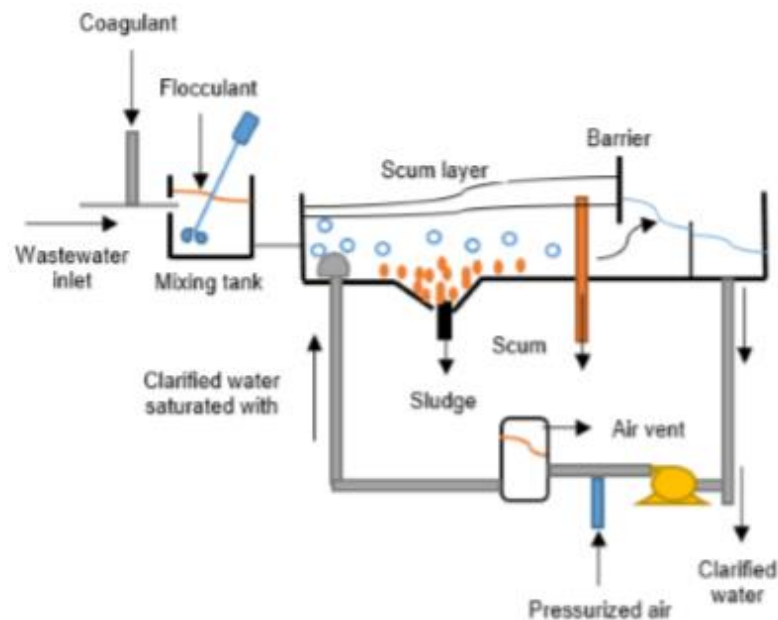 Coagulant
Flocculant
Barrier
Scum layer
Wastewater
inlet
Mixing tank
Clarified water
saturated with
Sludge
Scum
Air vent
Pressurized air
Clarified
water